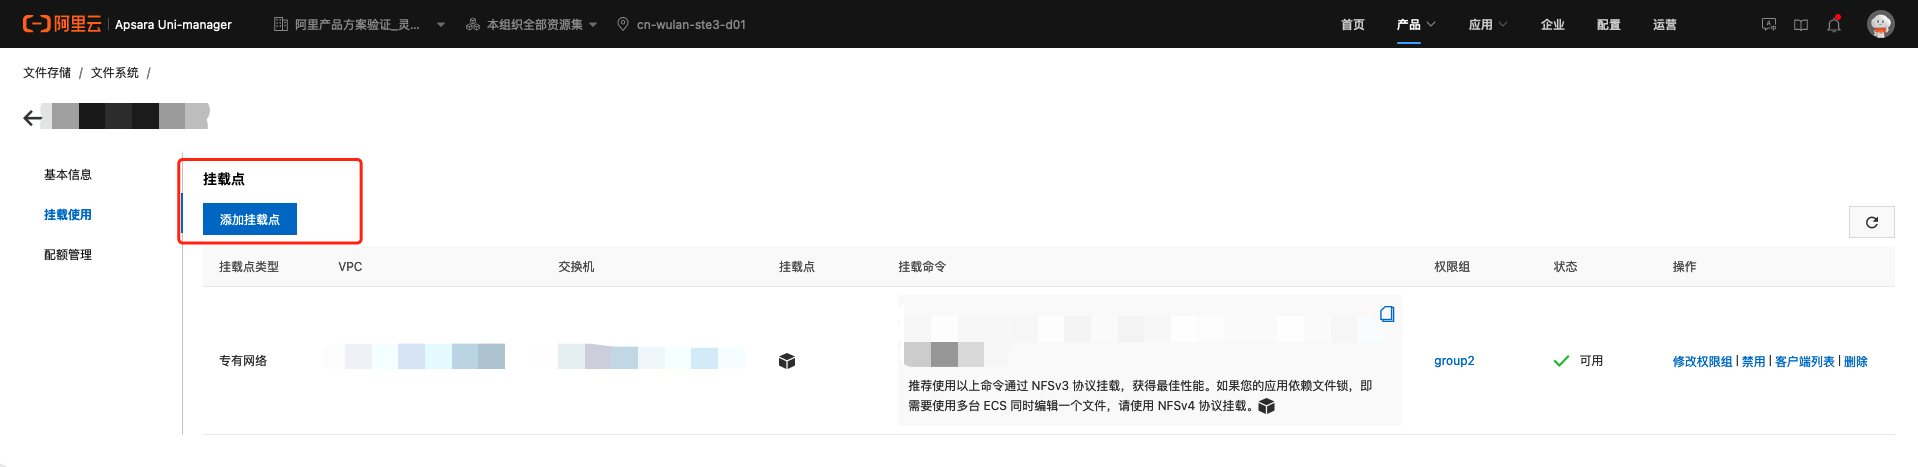 阿里云 Apsara Uni-manager 阿里产品方案验证_灵... 本组织全部资源集 cn-wulan-ste3-d01 首页 产品 应用 企业 配置 运营
文件存储 / 文件系统 /
基本信息
挂载使用
配额管理
挂载点
添加挂载点
挂载点类型 VPC 交换机 挂载点 挂载命令 权限组 状态 操作
专有网络 group2 可用 修改权限组 | 禁用 | 客户端列表 | 删除
推荐使用以上命令通过 NFSv3 协议挂载，获得最佳性能。如果您的应用依赖文件锁，即
需要使用多台 ECS 同时编辑一个文件，请使用 NFSv4 协议挂载。